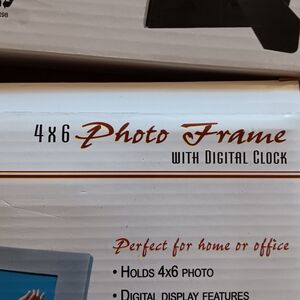 4x6 Photo Frame
WITH DIGITAL CLOCK
Perfect for home or office
• HOLDS 4X6 PHOTO
• DIGITAL DISPLAY FEATURES